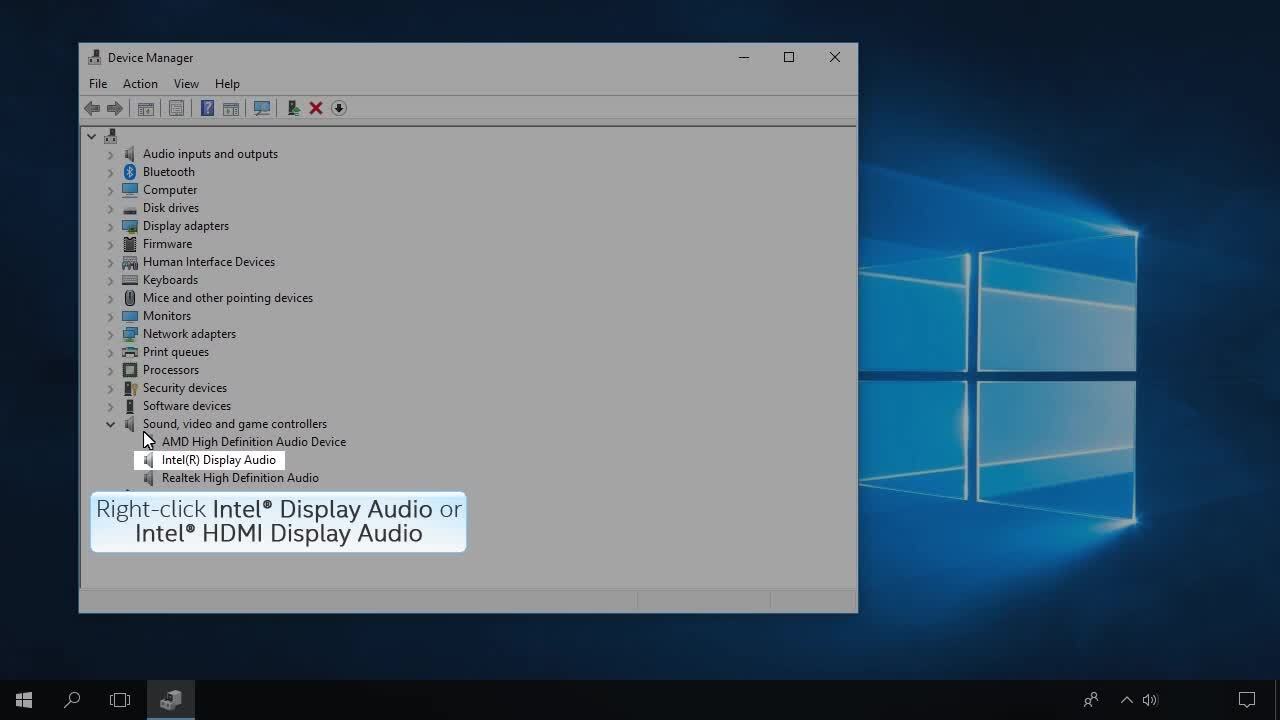 Device Manager
File Action View Help
Audio inputs and outputs
Bluetooth
Computer
Disk drives
Display adapters
Firmware
Human Interface Devices
Keyboards
Mice and other pointing devices
Monitors
Network adapters
Print queues
Processors
Security devices
Software devices
Sound, video and game controllers
AMD High Definition Audio Device
Intel(R) Display Audio
Realtek High Definition Audio
Right-click Intel® Display Audio or
Intel® HDMI Display Audio